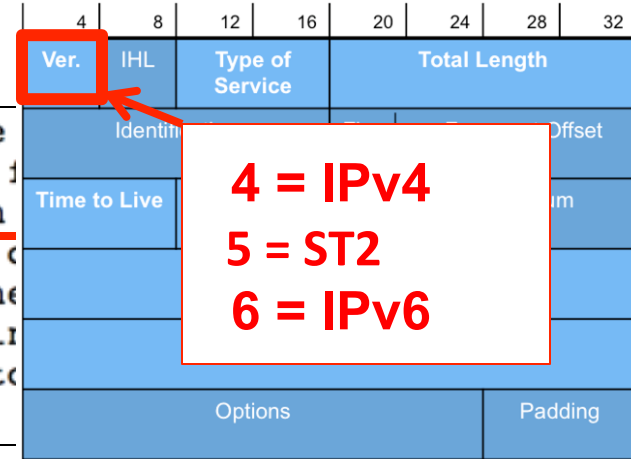 4 8 12 16 20 24 28 32
Ver. IHL Type of Service Total Length
Offset
Time to Live
4 = IPv4
5 = ST2
6 = IPv6
Options Padding